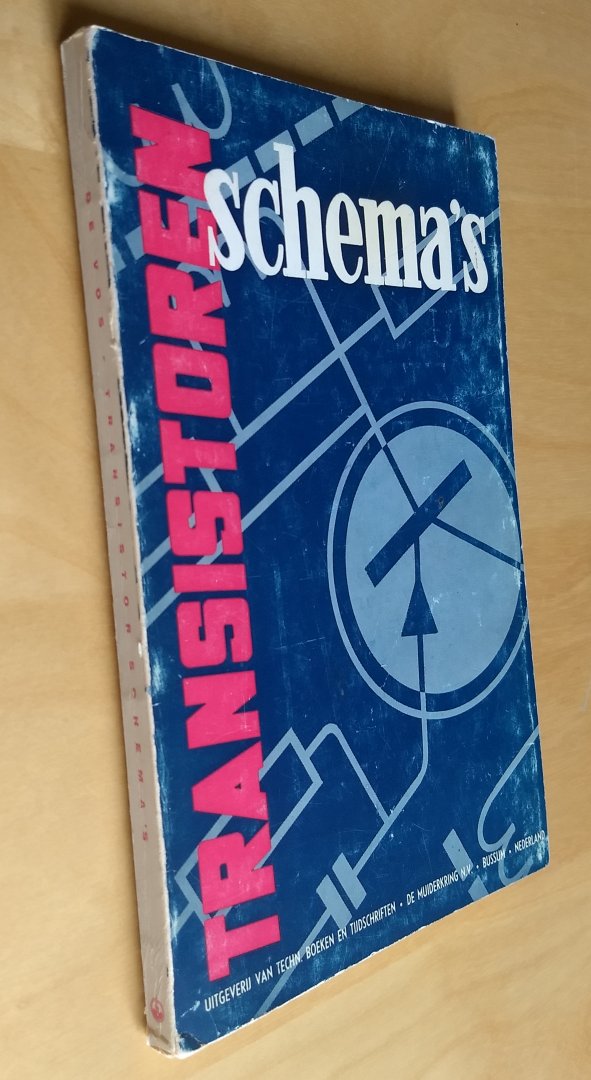 TRANSISTOREN
schema's
UITGEVERIJ VAN TECHN. BOEKEN EN TIJDSCHRIFTEN • DE MUIDERKRING N.V. • BUSSUM • NEDERLAND
DE VOS - TRANSISTORSCHEMA'S